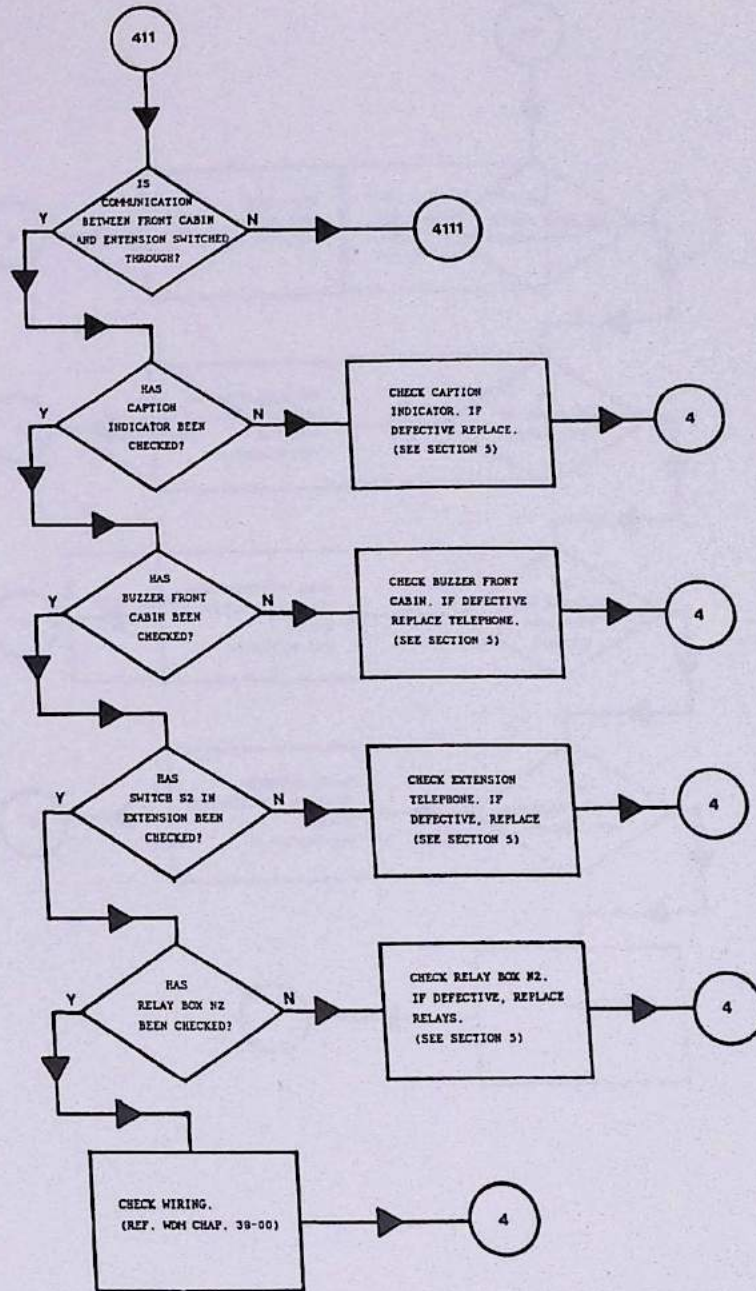 411
IS
COMMUNICATION
BETWEEN FRONT CABIN
AND EXTENSION SWITCHED
THROUGH?
Y
N
4111
HAS
CAPTION
INDICATOR BEEN
CHECKED?
Y
N
CHECK CAPTION
INDICATOR. IF
DEFECTIVE REPLACE.
(SEE SECTION 5)
4
HAS
BUZZER FRONT
CABIN BEEN
CHECKED?
Y
N
CHECK BUZZER FRONT
CABIN. IF DEFECTIVE
REPLACE TELEPHONE.
(SEE SECTION 5)
4
HAS
SWITCH S2 IN
EXTENSION BEEN
CHECKED?
Y
N
CHECK EXTENSION
TELEPHONE. IF
DEFECTIVE, REPLACE
(SEE SECTION 5)
4
HAS
RELAY BOX N2
BEEN CHECKED?
Y
N
CHECK RELAY BOX N2.
IF DEFECTIVE, REPLACE
RELAYS.
(SEE SECTION 5)
4
CHECK WIRING.
(REF. WDM CHAP. 38-00)
4